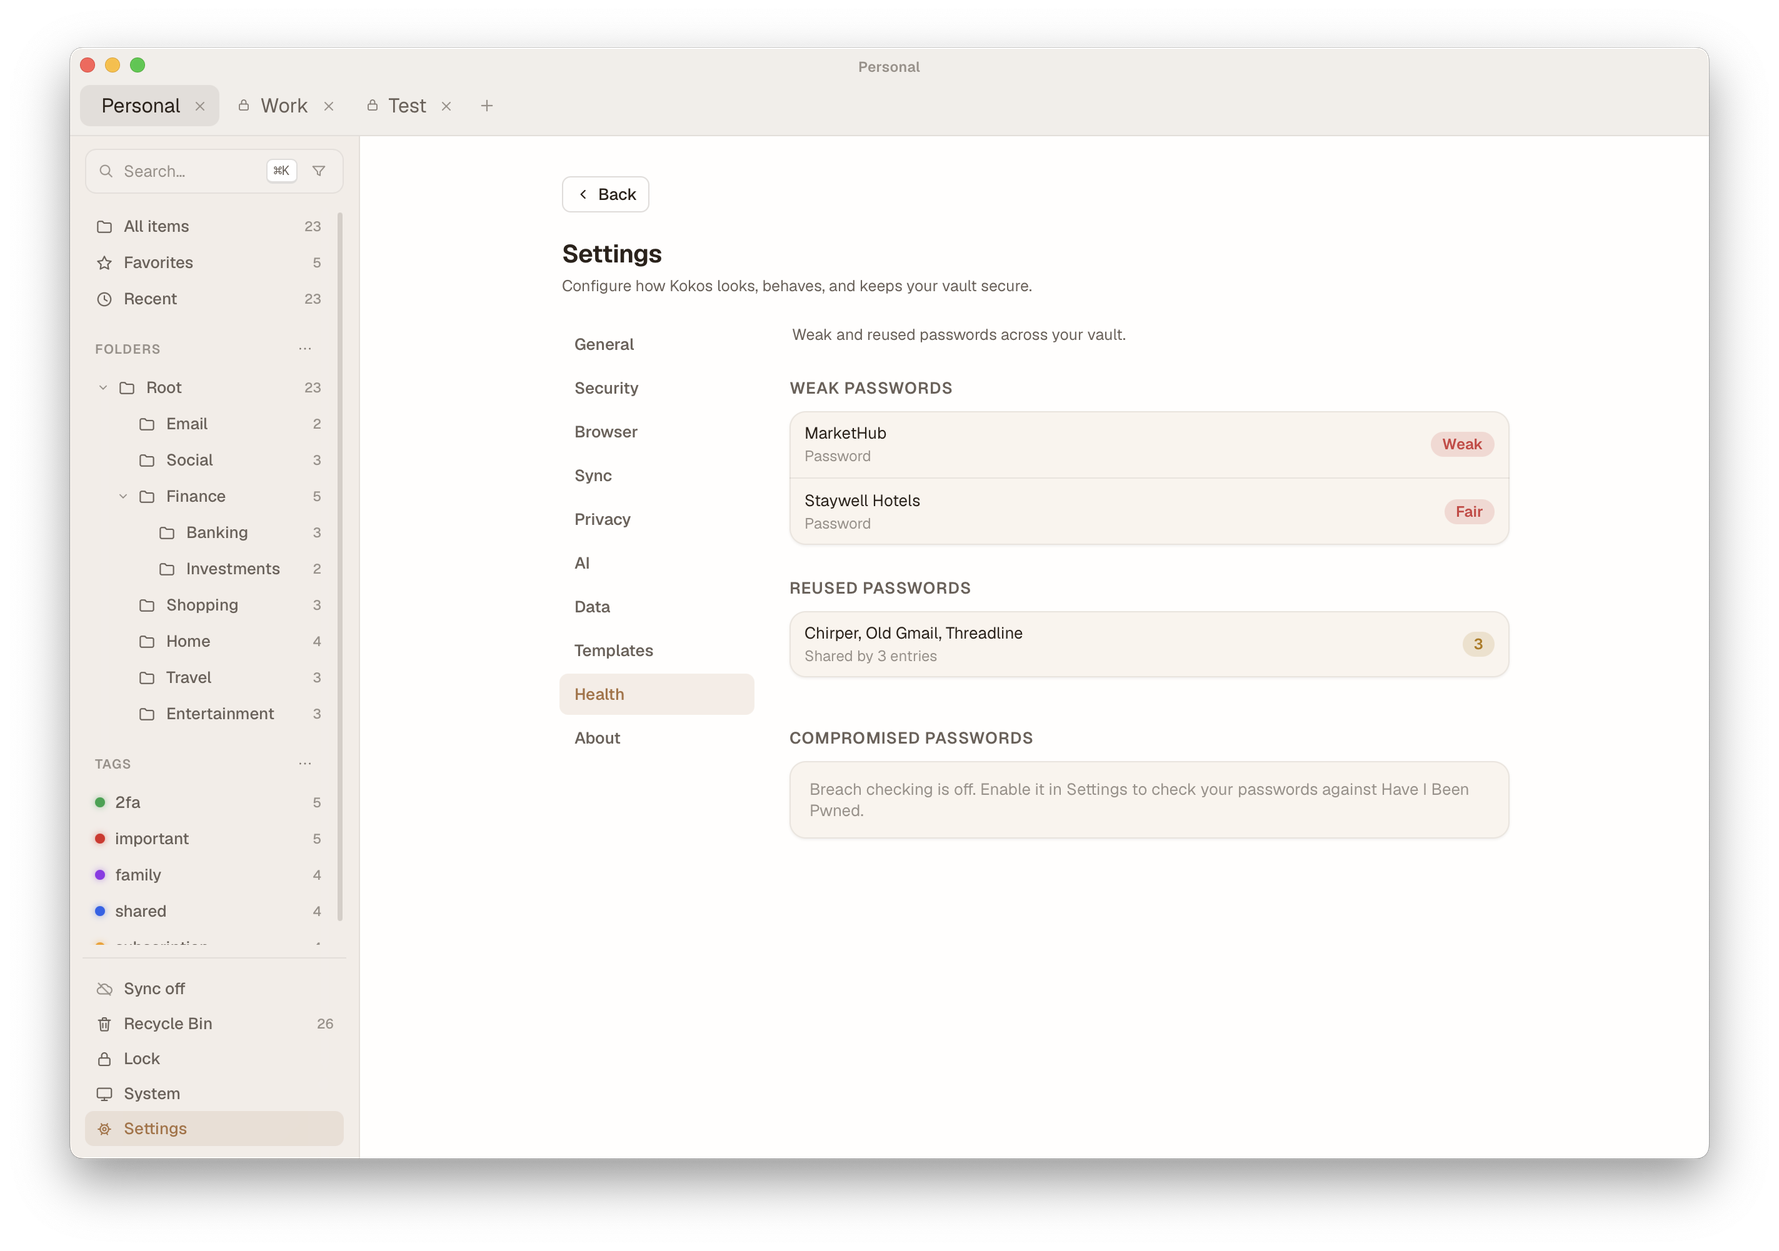 Personal
Personal
Work
Test
Search...
⌘K
All items 23
Favorites 5
Recent 23
FOLDERS
Root 23
Email 2
Social 3
Finance 5
Banking 3
Investments 2
Shopping 3
Home 4
Travel 3
Entertainment 3
TAGS
2fa 5
important 5
family 4
shared 4
Sync off
Recycle Bin 26
Lock
System
Settings
Back
Settings
Configure how Kokos looks, behaves, and keeps your vault secure.
General
Security
Browser
Sync
Privacy
AI
Data
Templates
Health
About
Weak and reused passwords across your vault.
WEAK PASSWORDS
MarketHub
Password
Weak
Staywell Hotels
Password
Fair
REUSED PASSWORDS
Chirper, Old Gmail, Threadline
Shared by 3 entries
3
COMPROMISED PASSWORDS
Breach checking is off. Enable it in Settings to check your passwords against Have I Been
Pwned.